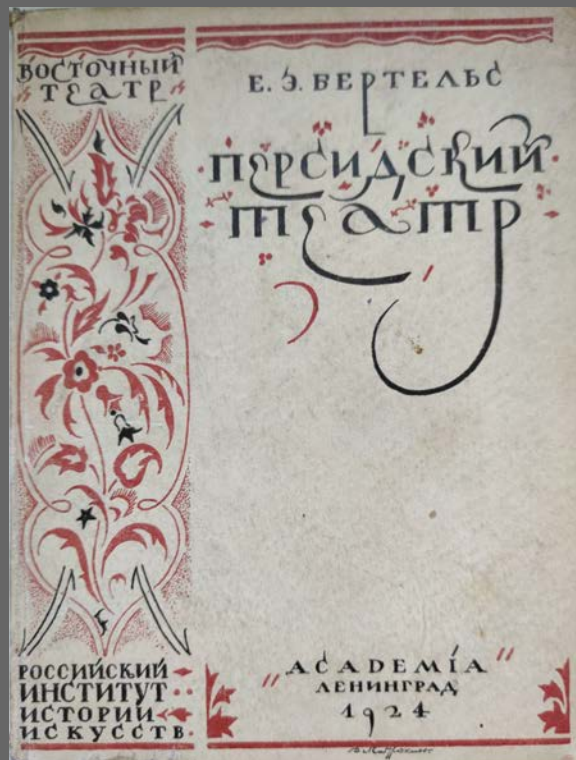 ВОСТОЧНЫЙ
ТЕАТР
Е. Э. БЕРТЕЛЬС
ПЕРСИДСКИЙ
ТЕАТР
РОССИЙСКИЙ
ИНСТИТУТ
ИСТОРИИ
ИСКУССТВ.
"ACADEMIA"
ЛЕНИНГРАД
1924